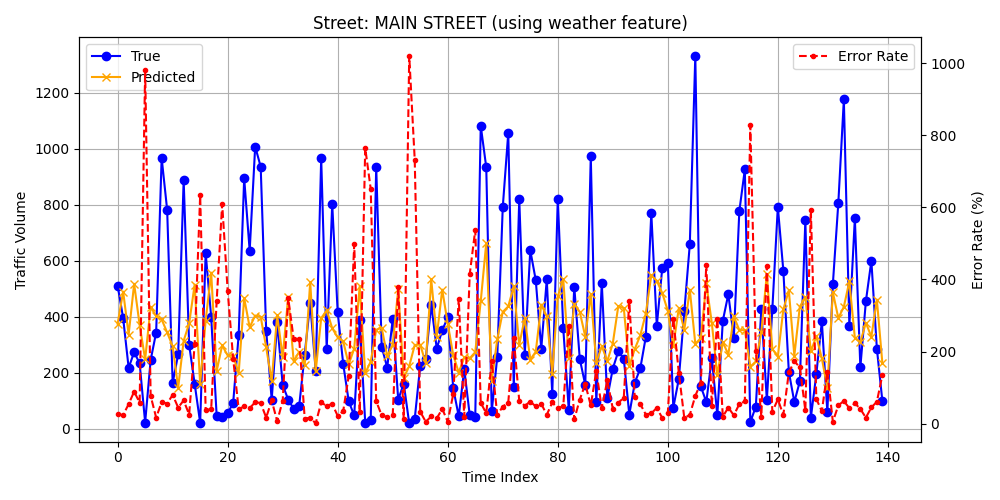 Street: MAIN STREET (using weather feature)
True
Predicted
Error Rate
Traffic Volume
1200
1000
800
600
400
200
0
1000
800
600
400
200
0
Error Rate (%)
0 20 40 60 80 100 120 140
Time Index